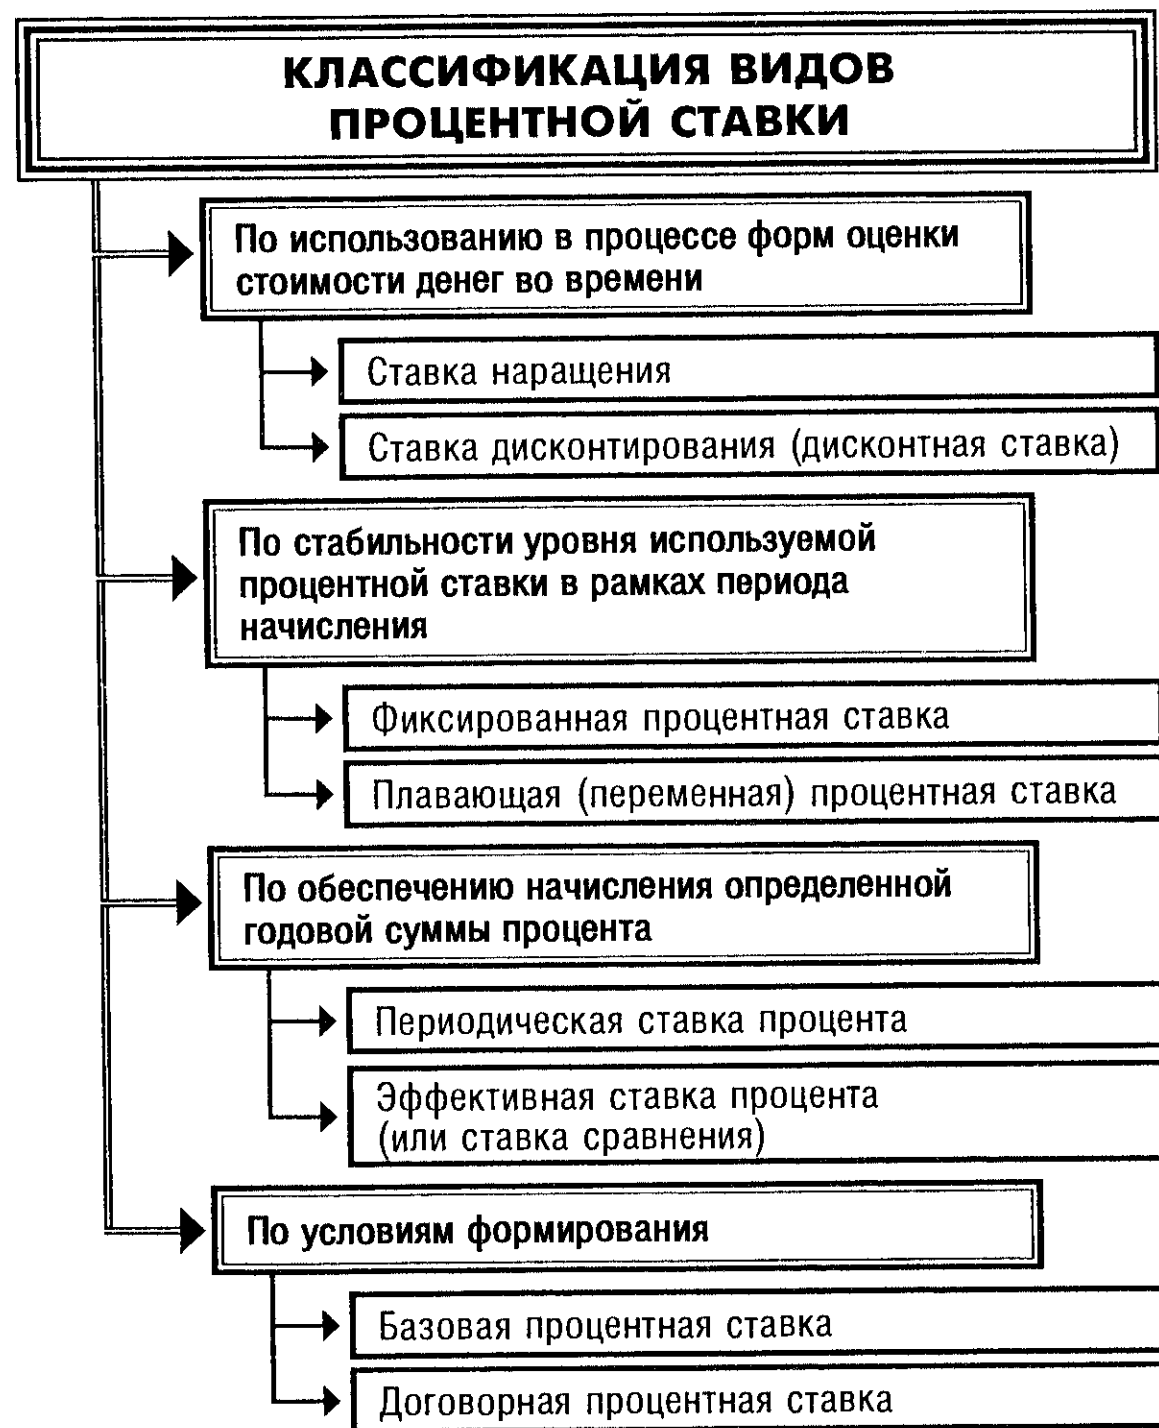 КЛАССИФИКАЦИЯ ВИДОВ
ПРОЦЕНТНОЙ СТАВКИ
По использованию в процессе форм оценки
стоимости денег во времени
Ставка наращения
Ставка дисконтирования (дисконтная ставка)
По стабильности уровня используемой
процентной ставки в рамках периода
начисления
Фиксированная процентная ставка
Плавающая (переменная) процентная ставка
По обеспечению начисления определенной
годовой суммы процента
Периодическая ставка процента
Эффективная ставка процента
(или ставка сравнения)
По условиям формирования
Базовая процентная ставка
Договорная процентная ставка